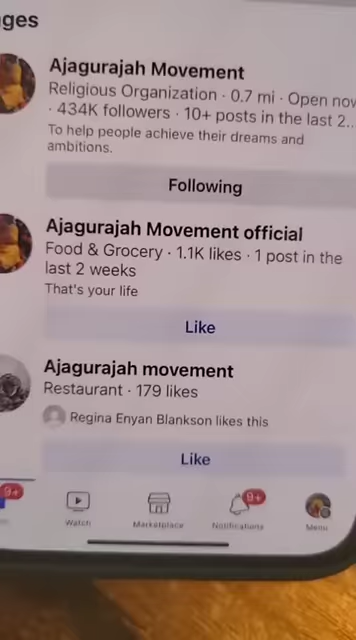 ges
Ajagurajah Movement
Religious Organization · 0.7 mi · Open now
· 434K followers · 10+ posts in the last 2...
To help people achieve their dreams and
ambitions.
Following
Ajagurajah Movement official
Food & Grocery · 1.1K likes · 1 post in the
last 2 weeks
That's your life
Like
Ajagurajah movement
Restaurant · 179 likes
Regina Enyan Blankson likes this
Like
9+
9+
Watch
Marketplace
Notifications
Menu